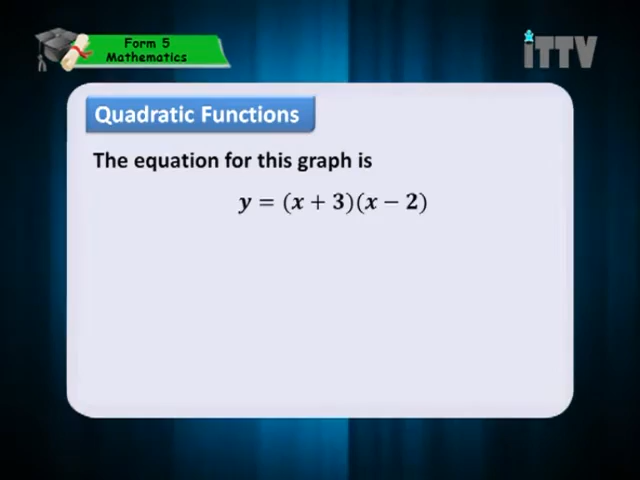 Form 5
Mathematics
iTTV
Quadratic Functions
The equation for this graph is
y = (x + 3)(x − 2)